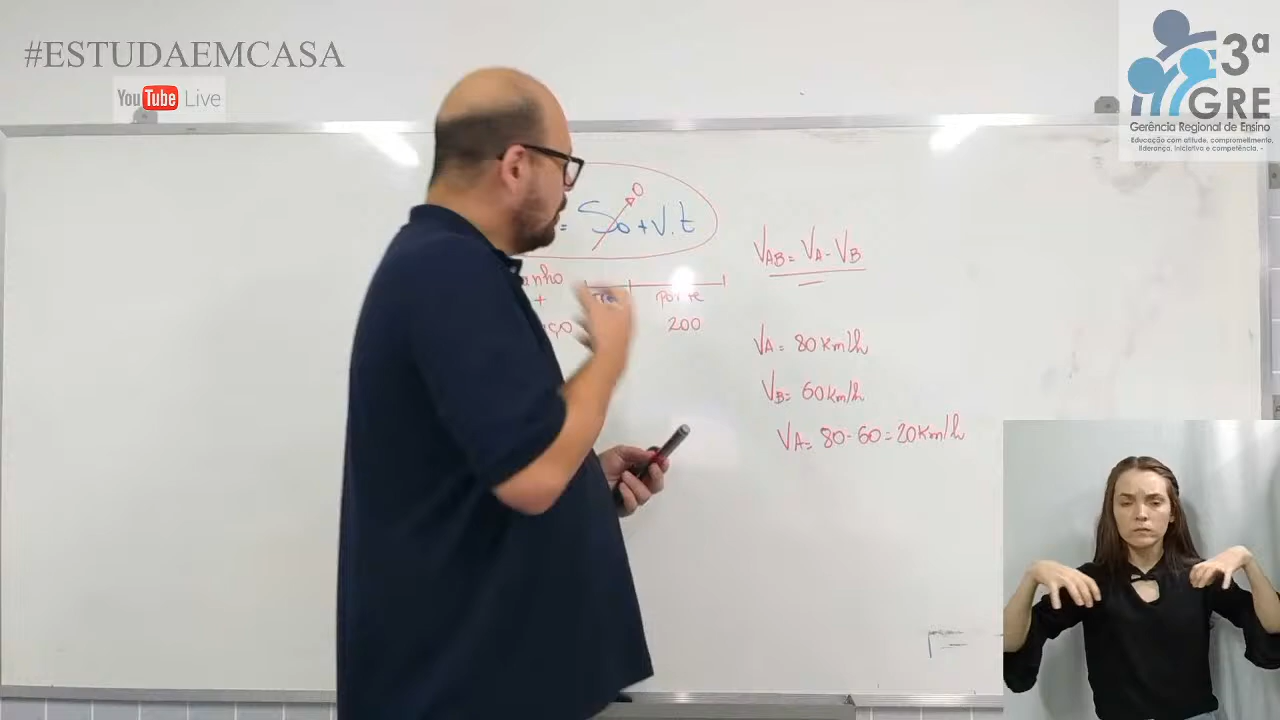 #ESTUDAEMCASA
YouTube Live
3ª
GRE
Gerência Regional de Ensino
Educação com atitude, comprometimento,
liderança, iniciativa e competência. -
= So + V.t
0
VAB = VA - VB
+
ponte
200
VA = 80 km/h
VB = 60 km/h
VA = 80 - 60 = 20 km/h